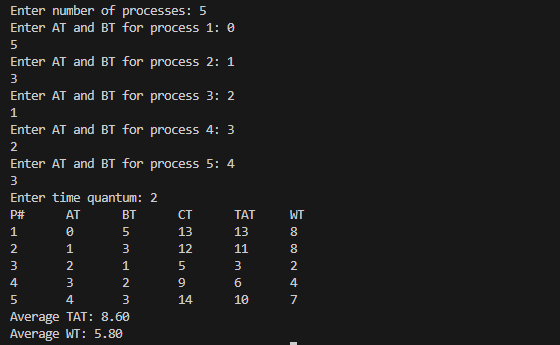 Enter number of processes: 5
Enter AT and BT for process 1: 0
5
Enter AT and BT for process 2: 1
3
Enter AT and BT for process 3: 2
1
Enter AT and BT for process 4: 3
2
Enter AT and BT for process 5: 4
3
Enter time quantum: 2
P# AT BT CT TAT WT
1 0 5 13 13 8
2 1 3 12 11 8
3 2 1 5 3 2
4 3 2 9 6 4
5 4 3 14 10 7
Average TAT: 8.60
Average WT: 5.80